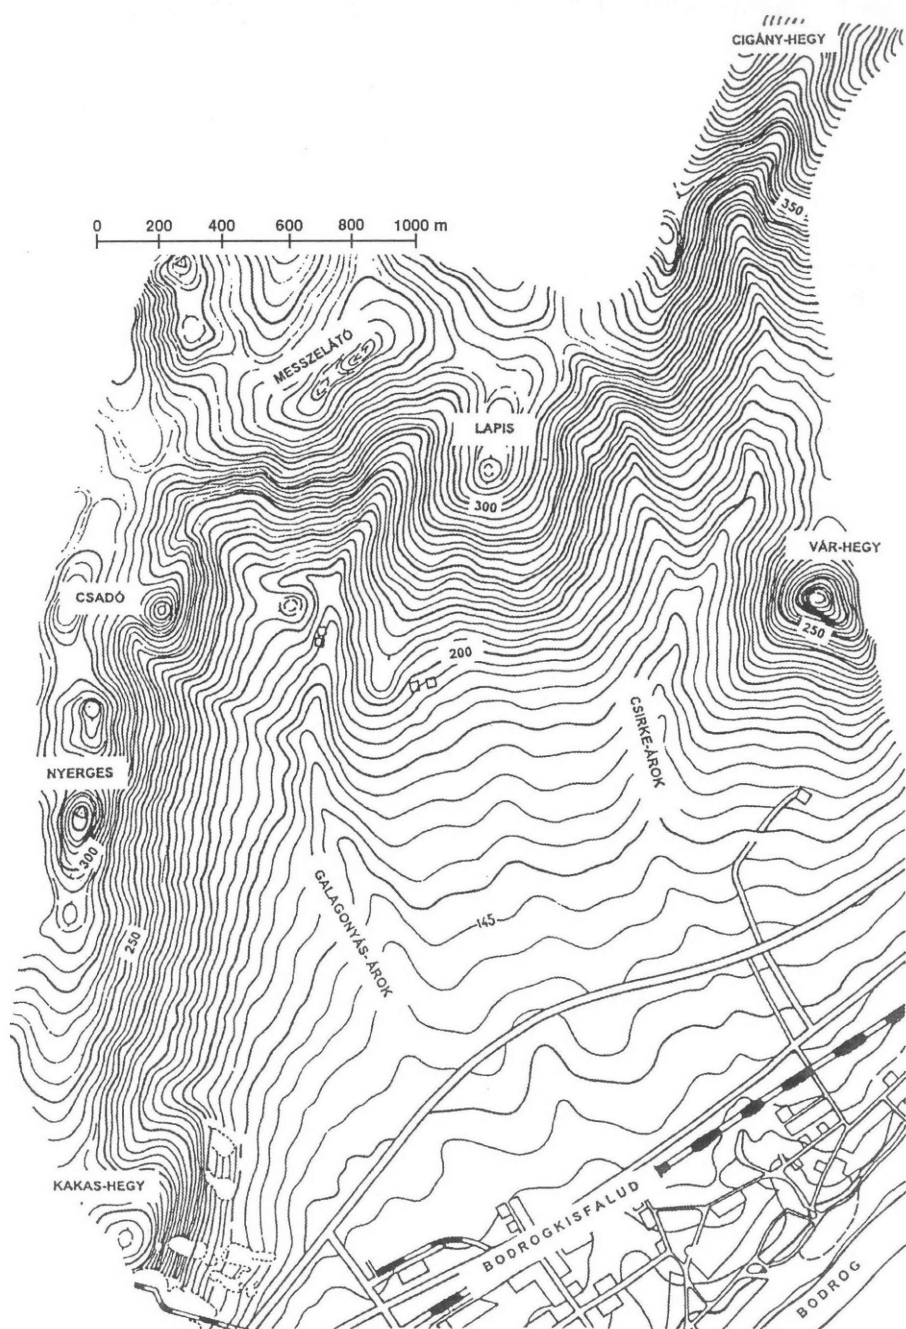 CIGÁNY-HEGY
350
0 200 400 600 800 1000 m
MESSZELÁTÓ
LAPIS
300
VÁR-HEGY
CSADÓ
250
200
CSIRKE-ÁROK
NYERGES
300
GALAGONYÁS-ÁROK
145
250
KAKAS-HEGY
BODROGKISFALUD
BODROG